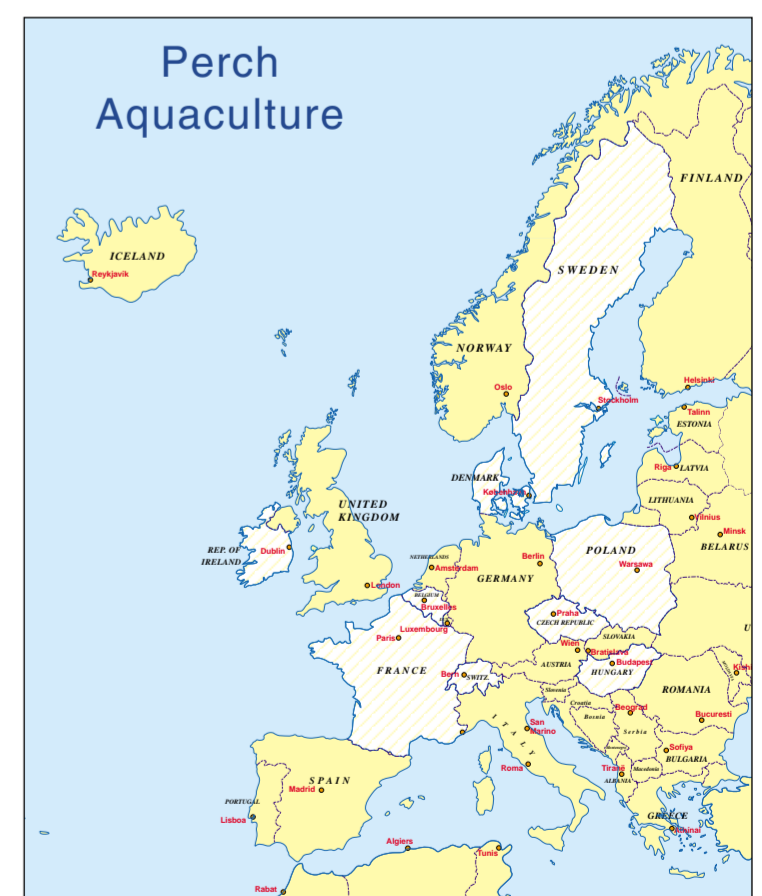 Perch
Aquaculture
FINLAND
ICELAND
Reykjavík
SWEDEN
NORWAY
Oslo
Helsinki
Stockholm
Talinn
ESTONIA
Riga
LATVIA
DENMARK
LITHUANIA
UNITED
KINGDOM
Vilnius
Minsk
BELARUS
REP. OF
IRELAND
Dublin
POLAND
Berlin
Warsawa
NETHERLANDS
Amsterdam
GERMANY
London
BELGIUM
Bruxelles
Praha
CZECH REPUBLIC
Luxembourg
Paris
SLOVAKIA
Wien
Bratislava
AUSTRIA
Budapest
HUNGARY
FRANCE
Bern
SWITZ.
Slovenia
ROMANIA
Croatia
Bosnia
Beograd
Serbia
Bucuresti
San
Marino
ITALY
Sofiya
BULGARIA
Roma
Tiranë
Macedonia
ALBANIA
SPAIN
Madrid
PORTUGAL
Lisboa
GREECE
Algiers
Tunis
Rabat